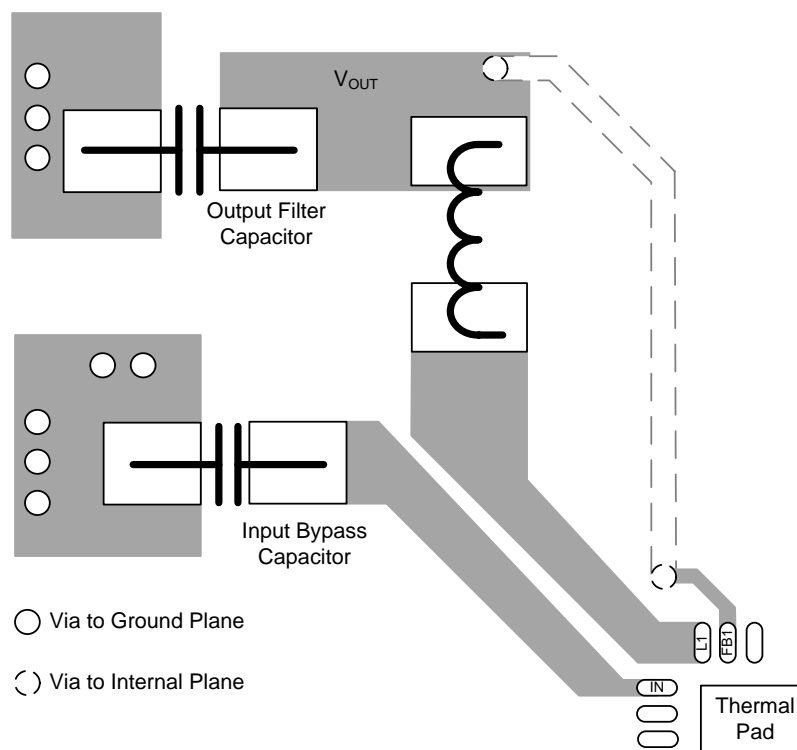 VOUT
Output Filter
Capacitor
Input Bypass
Capacitor
Via to Ground Plane
Via to Internal Plane
L1
FB1
IN
Thermal
Pad